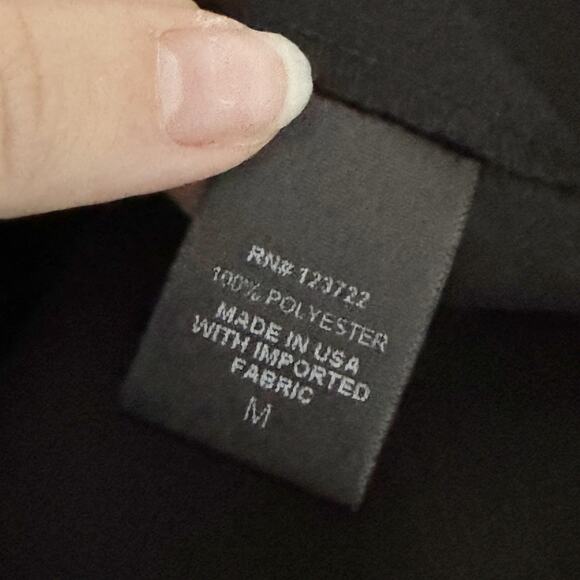 RN# 123722
100% POLYESTER
MADE IN USA
WITH IMPORTED
FABRIC
M